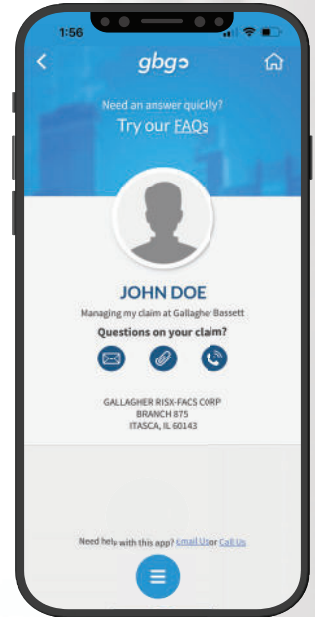 1:56
gbgo
Need an answer quickly?
Try our FAQs
JOHN DOE
Managing my claim at Gallaghe Bassett
Questions on your claim?
GALLAGHER RISX-FACS CORP
BRANCH 875
ITASCA, IL 60143
Need help with this app? Email Us or Call Us